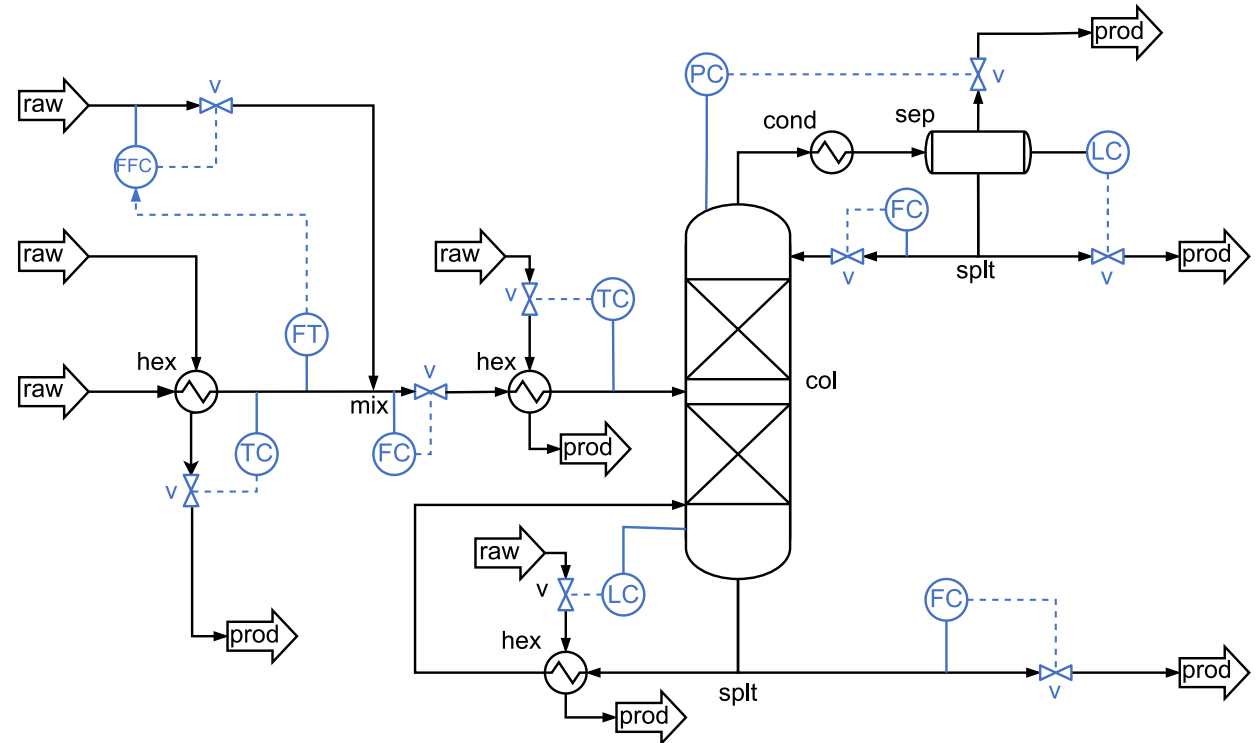 prod
v
raw
PC
v
cond
sep
FFC
LC
FC
raw
raw
v
splt
v
prod
v
TC
FT
hex
hex
v
raw
col
mix
TC
FC
prod
v
raw
v
LC
FC
prod
hex
prod
splt
v
prod